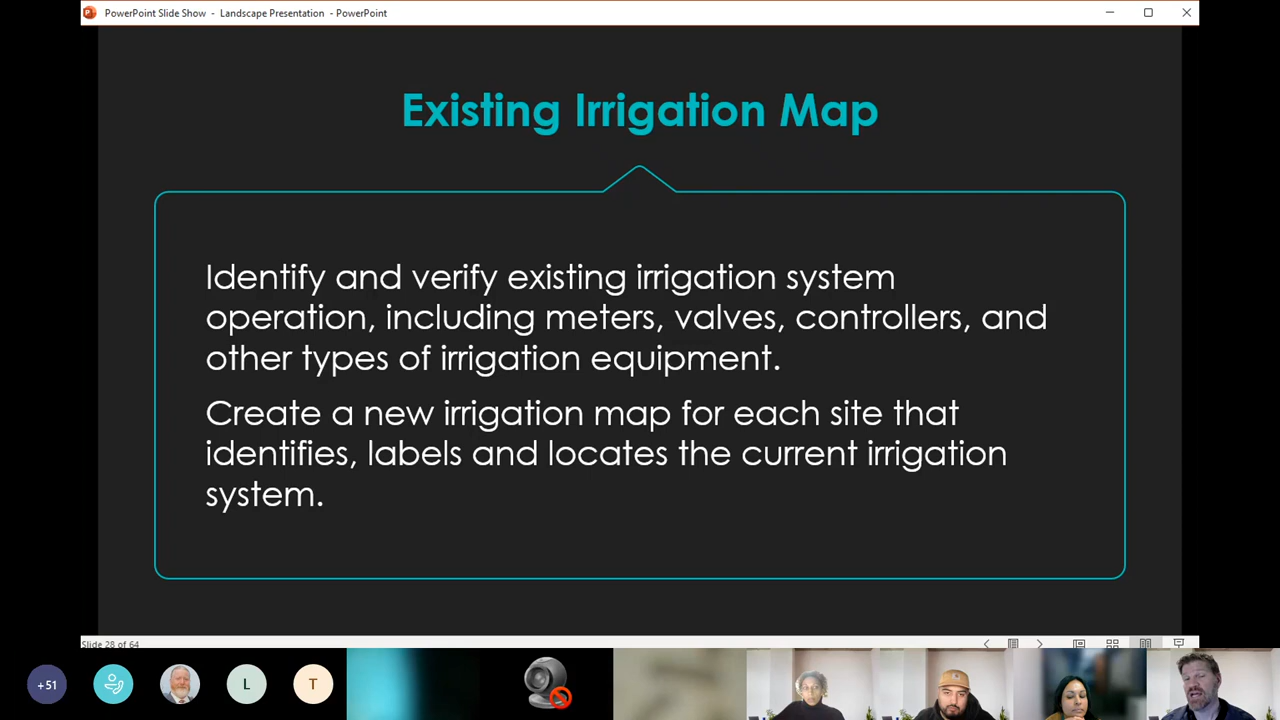 PowerPoint Slide Show - Landscape Presentation - PowerPoint
Existing Irrigation Map
Identify and verify existing irrigation system
operation, including meters, valves, controllers, and
other types of irrigation equipment.
Create a new irrigation map for each site that
identifies, labels and locates the current irrigation
system.
Slide 28 of 64
+51
L
T